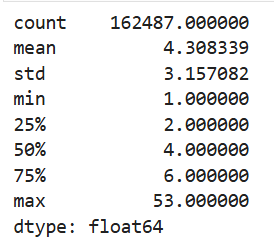 count 162487.000000
mean 4.308339
std 3.157082
min 1.000000
25% 2.000000
50% 4.000000
75% 6.000000
max 53.000000
dtype: float64